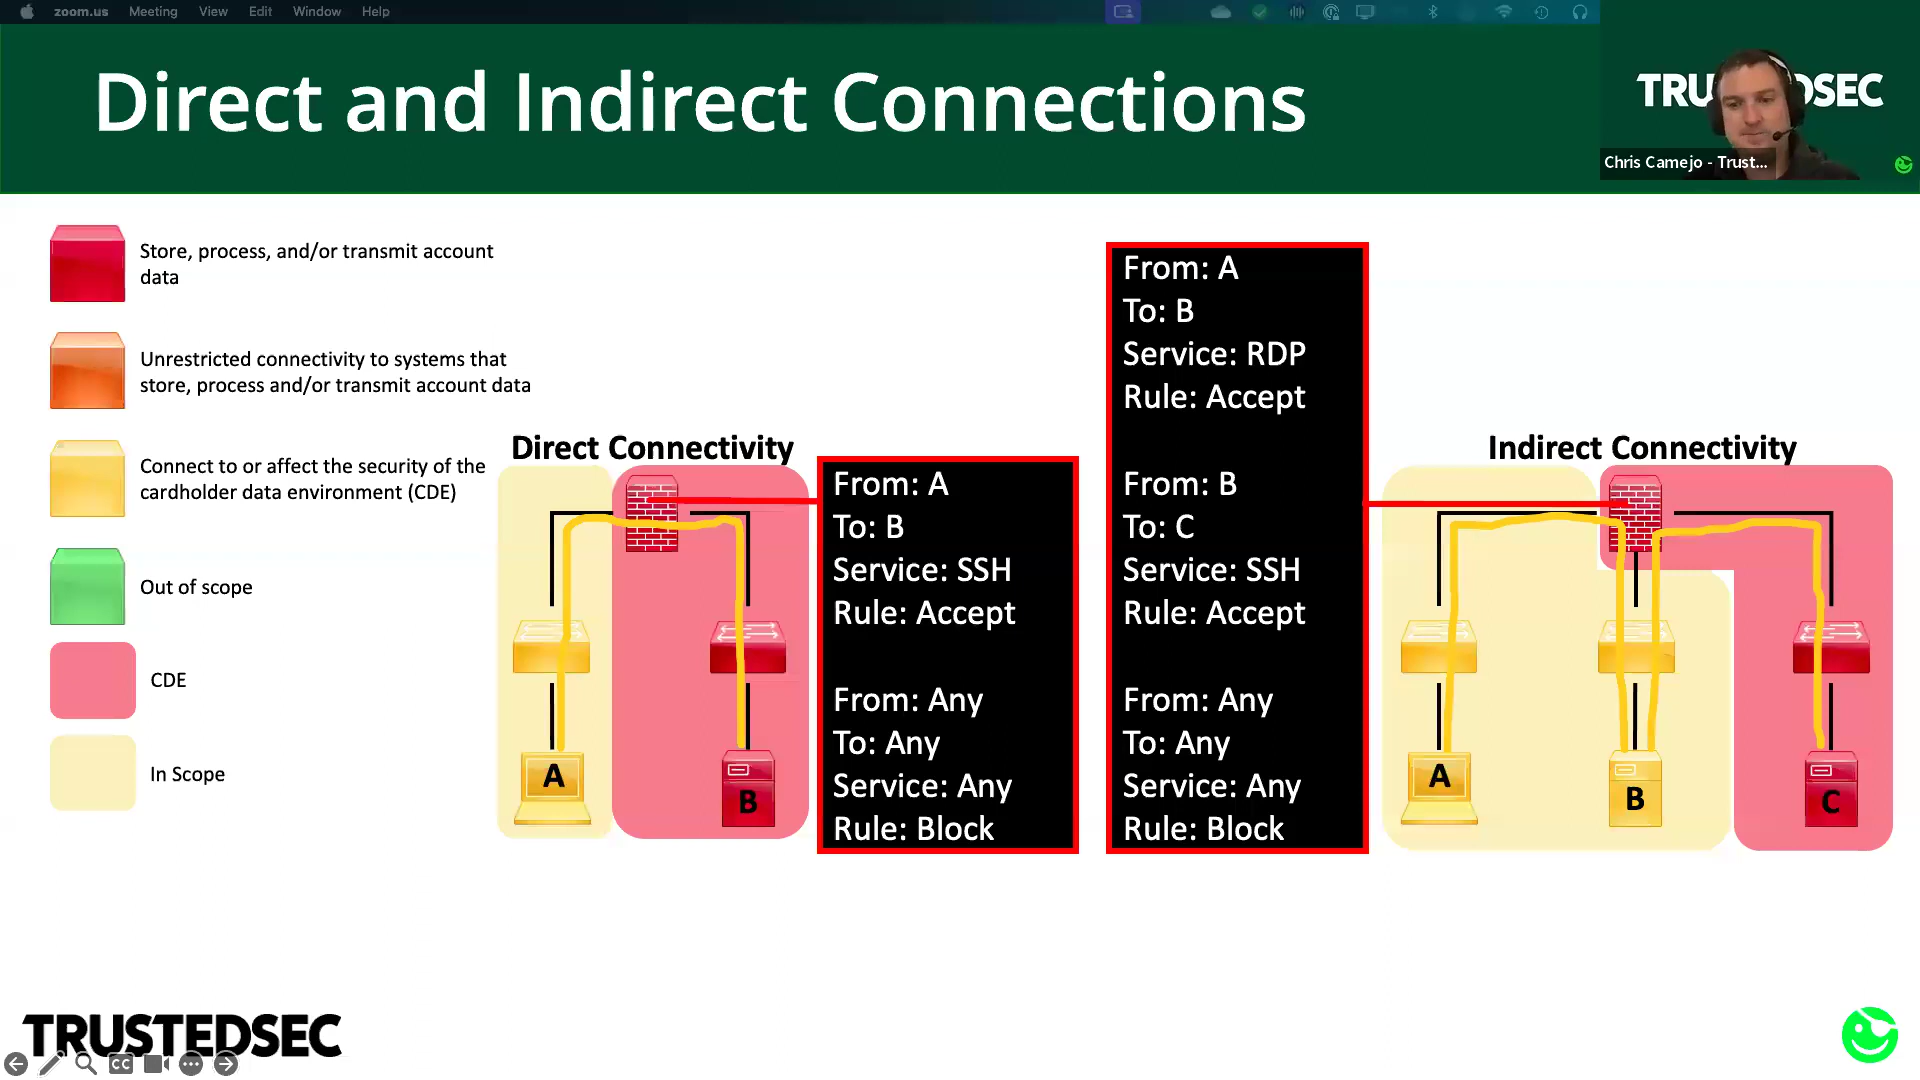 zoom.us Meeting View Edit Window Help
Direct and Indirect Connections
TRUSTEDSEC
Chris Camejo - Trust...
Store, process, and/or transmit account
data
Unrestricted connectivity to systems that
store, process and/or transmit account data
Connect to or affect the security of the
cardholder data environment (CDE)
Out of scope
CDE
In Scope
Direct Connectivity
A
B
From: A
To: B
Service: SSH
Rule: Accept
From: Any
To: Any
Service: Any
Rule: Block
From: A
To: B
Service: RDP
Rule: Accept
From: B
To: C
Service: SSH
Rule: Accept
From: Any
To: Any
Service: Any
Rule: Block
Indirect Connectivity
A
B
C
TRUSTEDSEC
CC